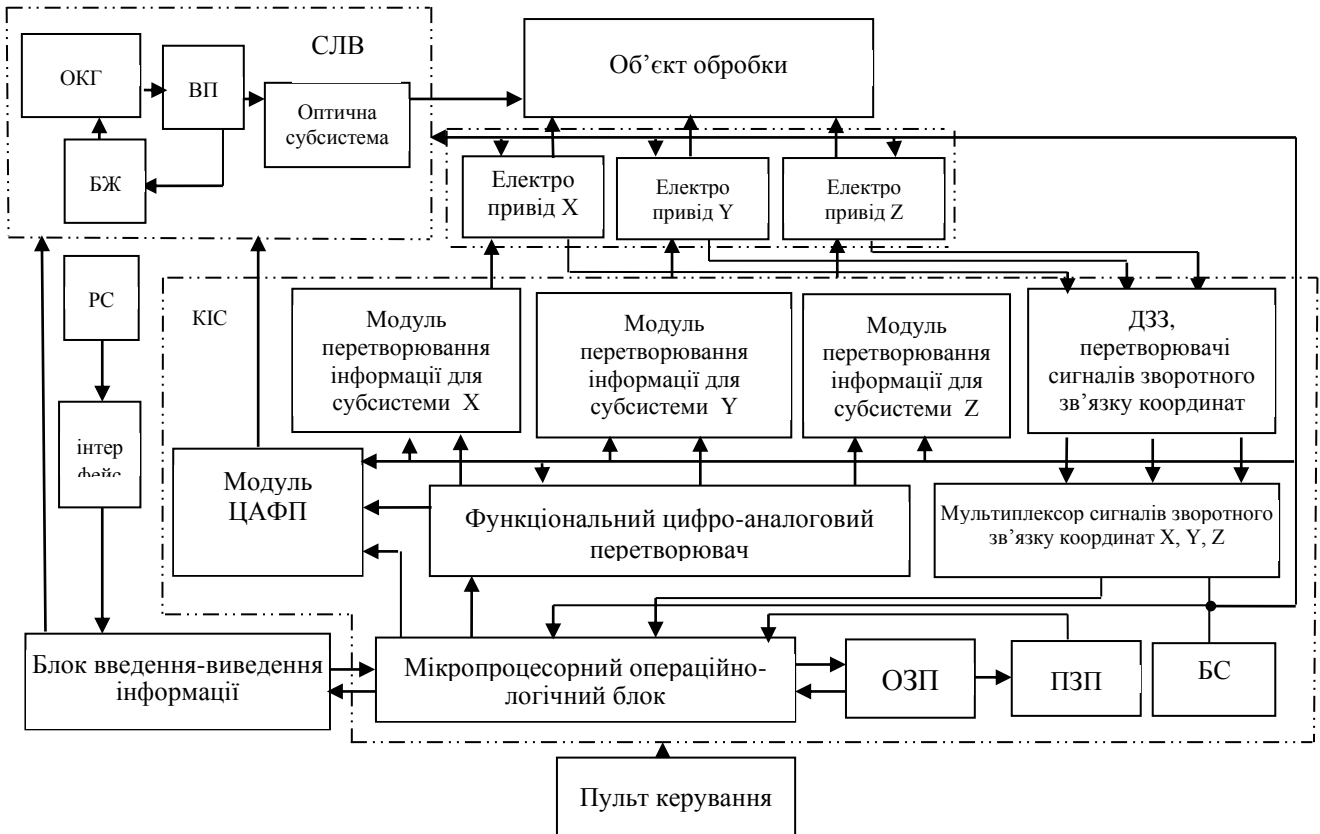 СЛВ
ОКГ
ВП
Оптична
субсистема
БЖ
Об’єкт обробки
Електро
привід X
Електро
привід Y
Електро
привід Z
РС
КІС
Модуль
перетворювання
інформації для
субсистеми X
Модуль
перетворювання
інформації для
субсистеми Y
Модуль
перетворювання
інформації для
субсистеми Z
ДЗЗ,
перетворювачі
сигналів зворотного
зв’язку координат
інтер
фейс
Модуль
ЦАФП
Функціональний цифро-аналоговий
перетворювач
Мультиплексор сигналів зворотного
зв’язку координат X, Y, Z
Блок введення-виведення
інформації
Мікропроцесорний операційно-
логічний блок
ОЗП
ПЗП
БС
Пульт керування